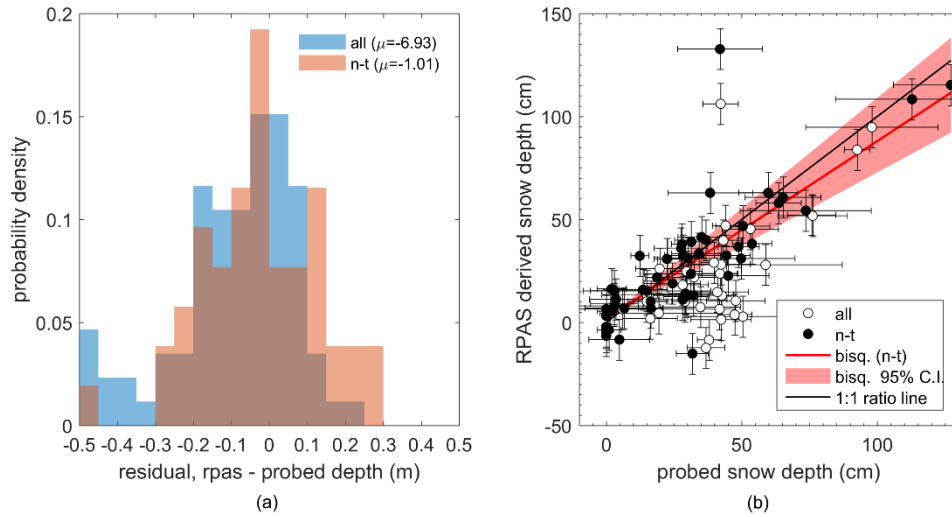 0.2
0.15
0.1
0.05
0
probability density
all (μ=-6.93)
n-t (μ=-1.01)
-0.5 -0.4 -0.3 -0.2 -0.1 0 0.1 0.2 0.3 0.4 0.5
residual, rpas - probed depth (m)
(a)
150
100
50
0
-50
RPAS derived snow depth (cm)
all
n-t
bisq. (n-t)
bisq. 95% C.I.
1:1 ratio line
0 50 100
probed snow depth (cm)
(b)